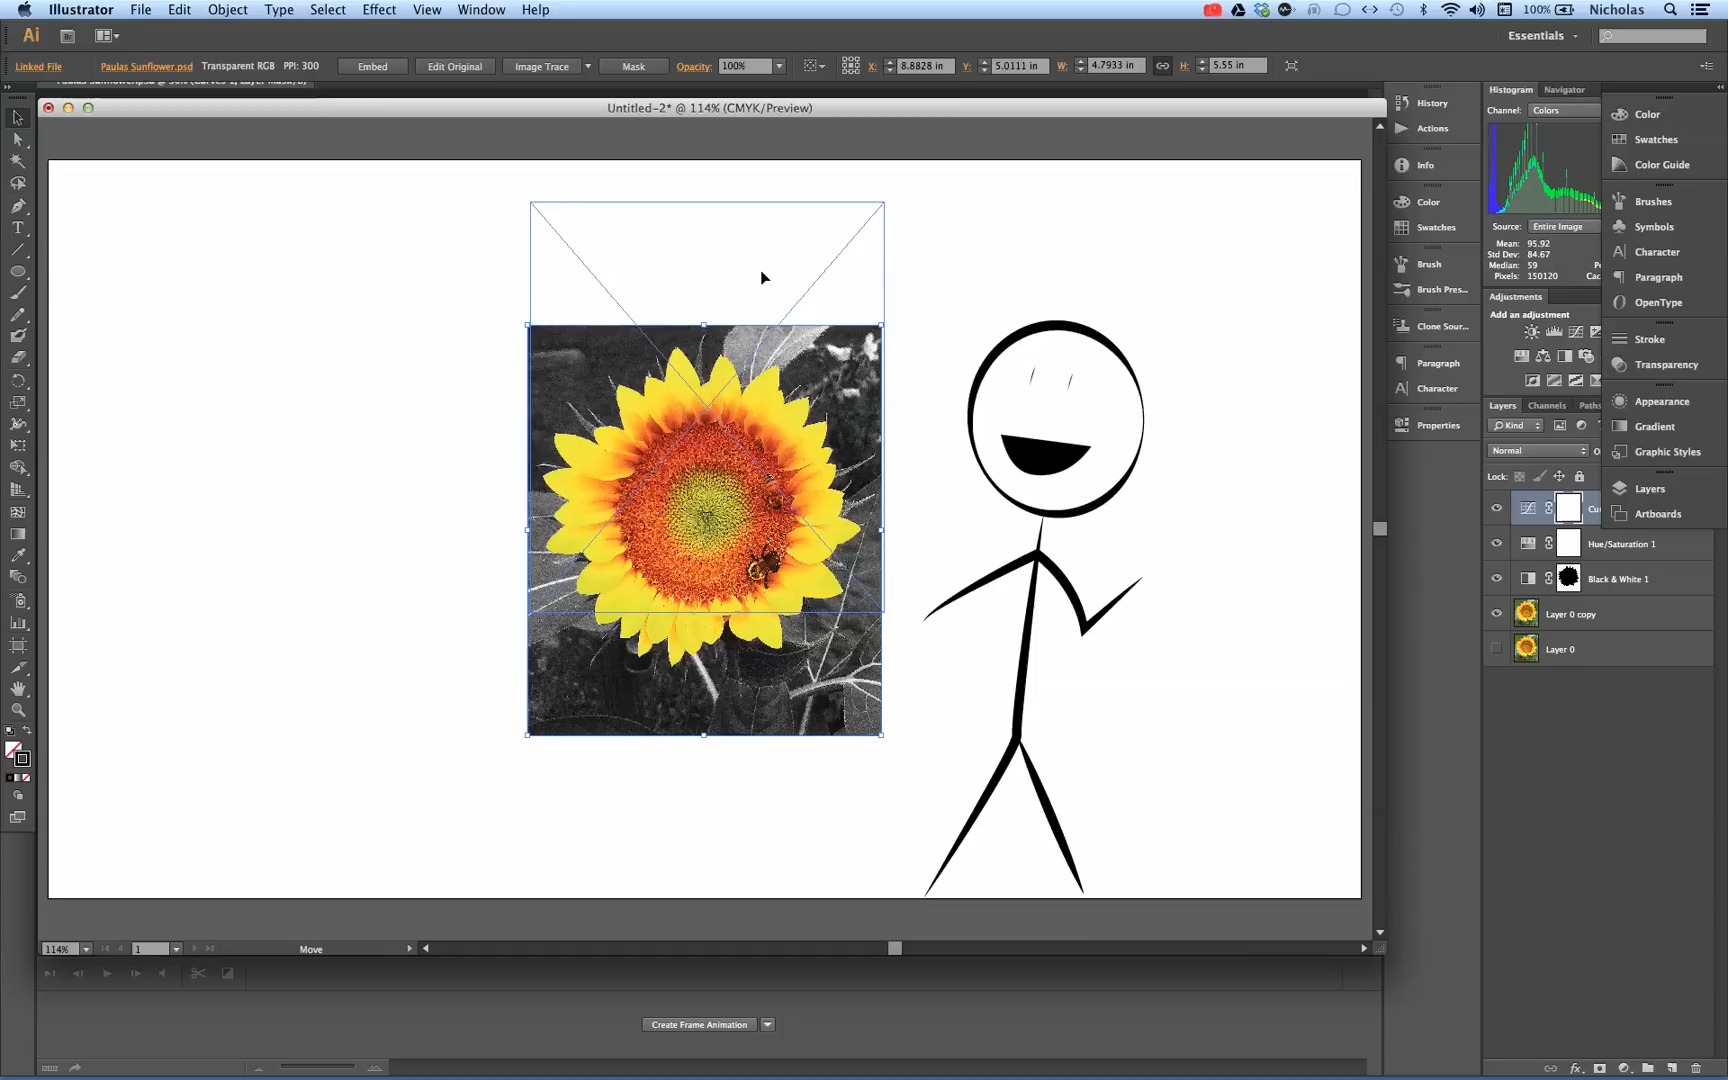 Illustrator File Edit Object Type Select Effect View Window Help 100% Nicholas
Ai Br Essentials
Linked File Paulas Sunflower.psd Transparent RGB PPI: 300 Embed Edit Original Image Trace Mask Opacity: 100% X: 8.8828 in Y: 5.0111 in W: 4.7933 in H: 5.55 in
Untitled-2* @ 114% (CMYK/Preview)
History
Actions
Info
Color
Swatches
Brush
Brush Pres...
Clone Sour...
Paragraph
Character
Properties
Histogram Navigator
Channel: Colors
Source: Entire Image
Mean: 95.92
Std Dev: 84.67
Median: 59
Pixels: 150120
Adjustments
Add an adjustment
Layers Channels Paths
Kind
Normal
Lock:
Hue/Saturation 1
Black & White 1
Layer 0 copy
Layer 0
Color
Swatches
Color Guide
Brushes
Symbols
Character
Paragraph
OpenType
Stroke
Transparency
Appearance
Gradient
Graphic Styles
Layers
Artboards
114% 1 Move
Create Frame Animation
fx